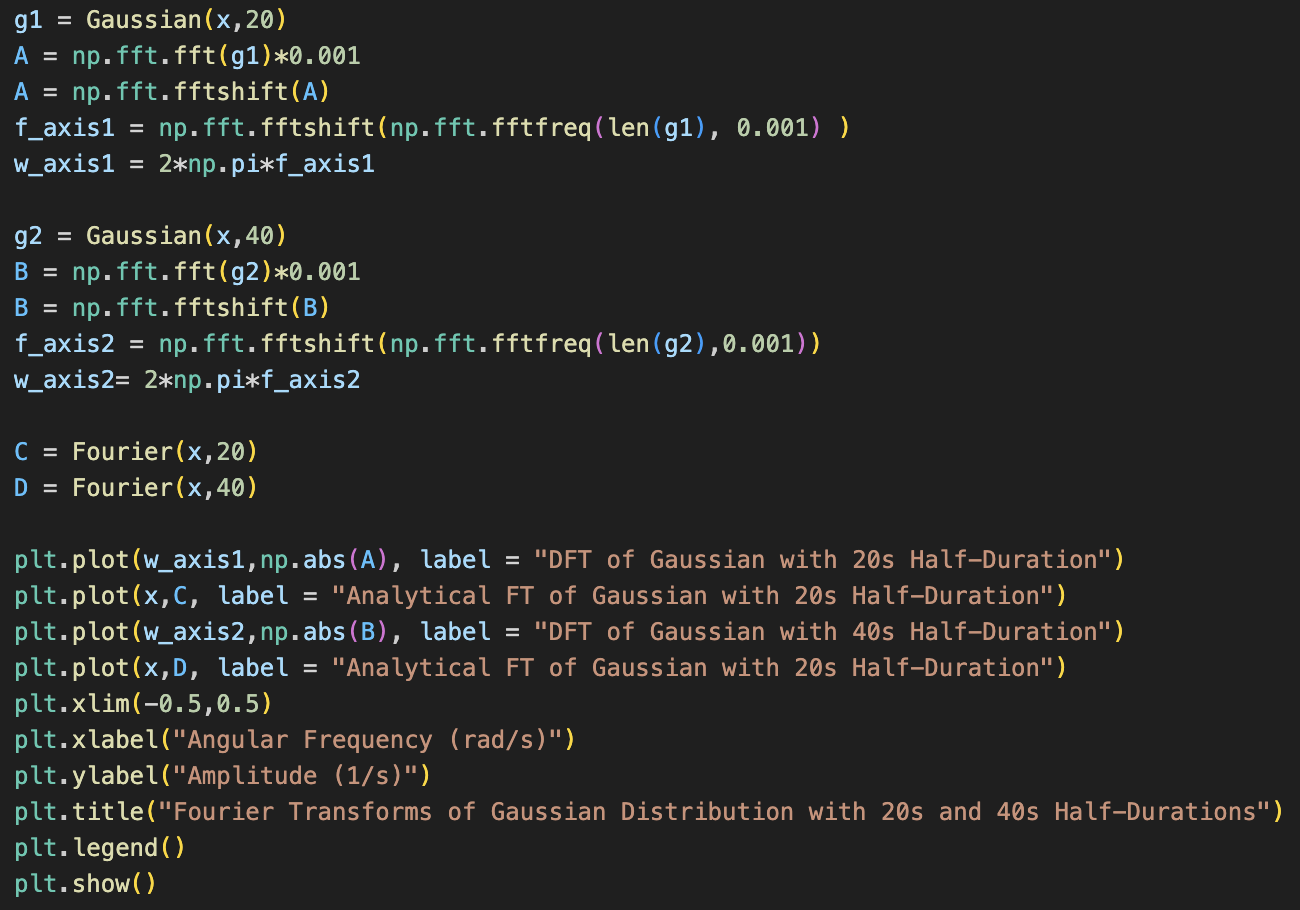 g1 = Gaussian(x,20)
A = np.fft.fft(g1)*0.001
A = np.fft.fftshift(A)
f_axis1 = np.fft.fftshift(np.fft.fftfreq(len(g1), 0.001) )
w_axis1 = 2*np.pi*f_axis1

g2 = Gaussian(x,40)
B = np.fft.fft(g2)*0.001
B = np.fft.fftshift(B)
f_axis2 = np.fft.fftshift(np.fft.fftfreq(len(g2),0.001))
w_axis2= 2*np.pi*f_axis2

C = Fourier(x,20)
D = Fourier(x,40)

plt.plot(w_axis1,np.abs(A), label = "DFT of Gaussian with 20s Half-Duration")
plt.plot(x,C, label = "Analytical FT of Gaussian with 20s Half-Duration")
plt.plot(w_axis2,np.abs(B), label = "DFT of Gaussian with 40s Half-Duration")
plt.plot(x,D, label = "Analytical FT of Gaussian with 20s Half-Duration")
plt.xlim(-0.5,0.5)
plt.xlabel("Angular Frequency (rad/s)")
plt.ylabel("Amplitude (1/s)")
plt.title("Fourier Transforms of Gaussian Distribution with 20s and 40s Half-Durations")
plt.legend()
plt.show()